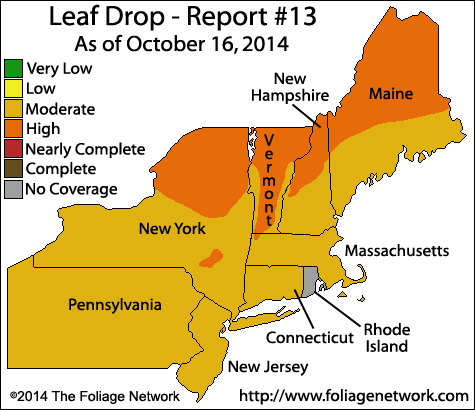 Leaf Drop - Report #13
As of October 16, 2014
Very Low
Low
Moderate
High
Nearly Complete
Complete
No Coverage
New
Hampshire
Maine
Vermont
New York
Massachusetts
Pennsylvania
Connecticut
Rhode
Island
New Jersey
©2014 The Foliage Network
http://www.foliagenetwork.com